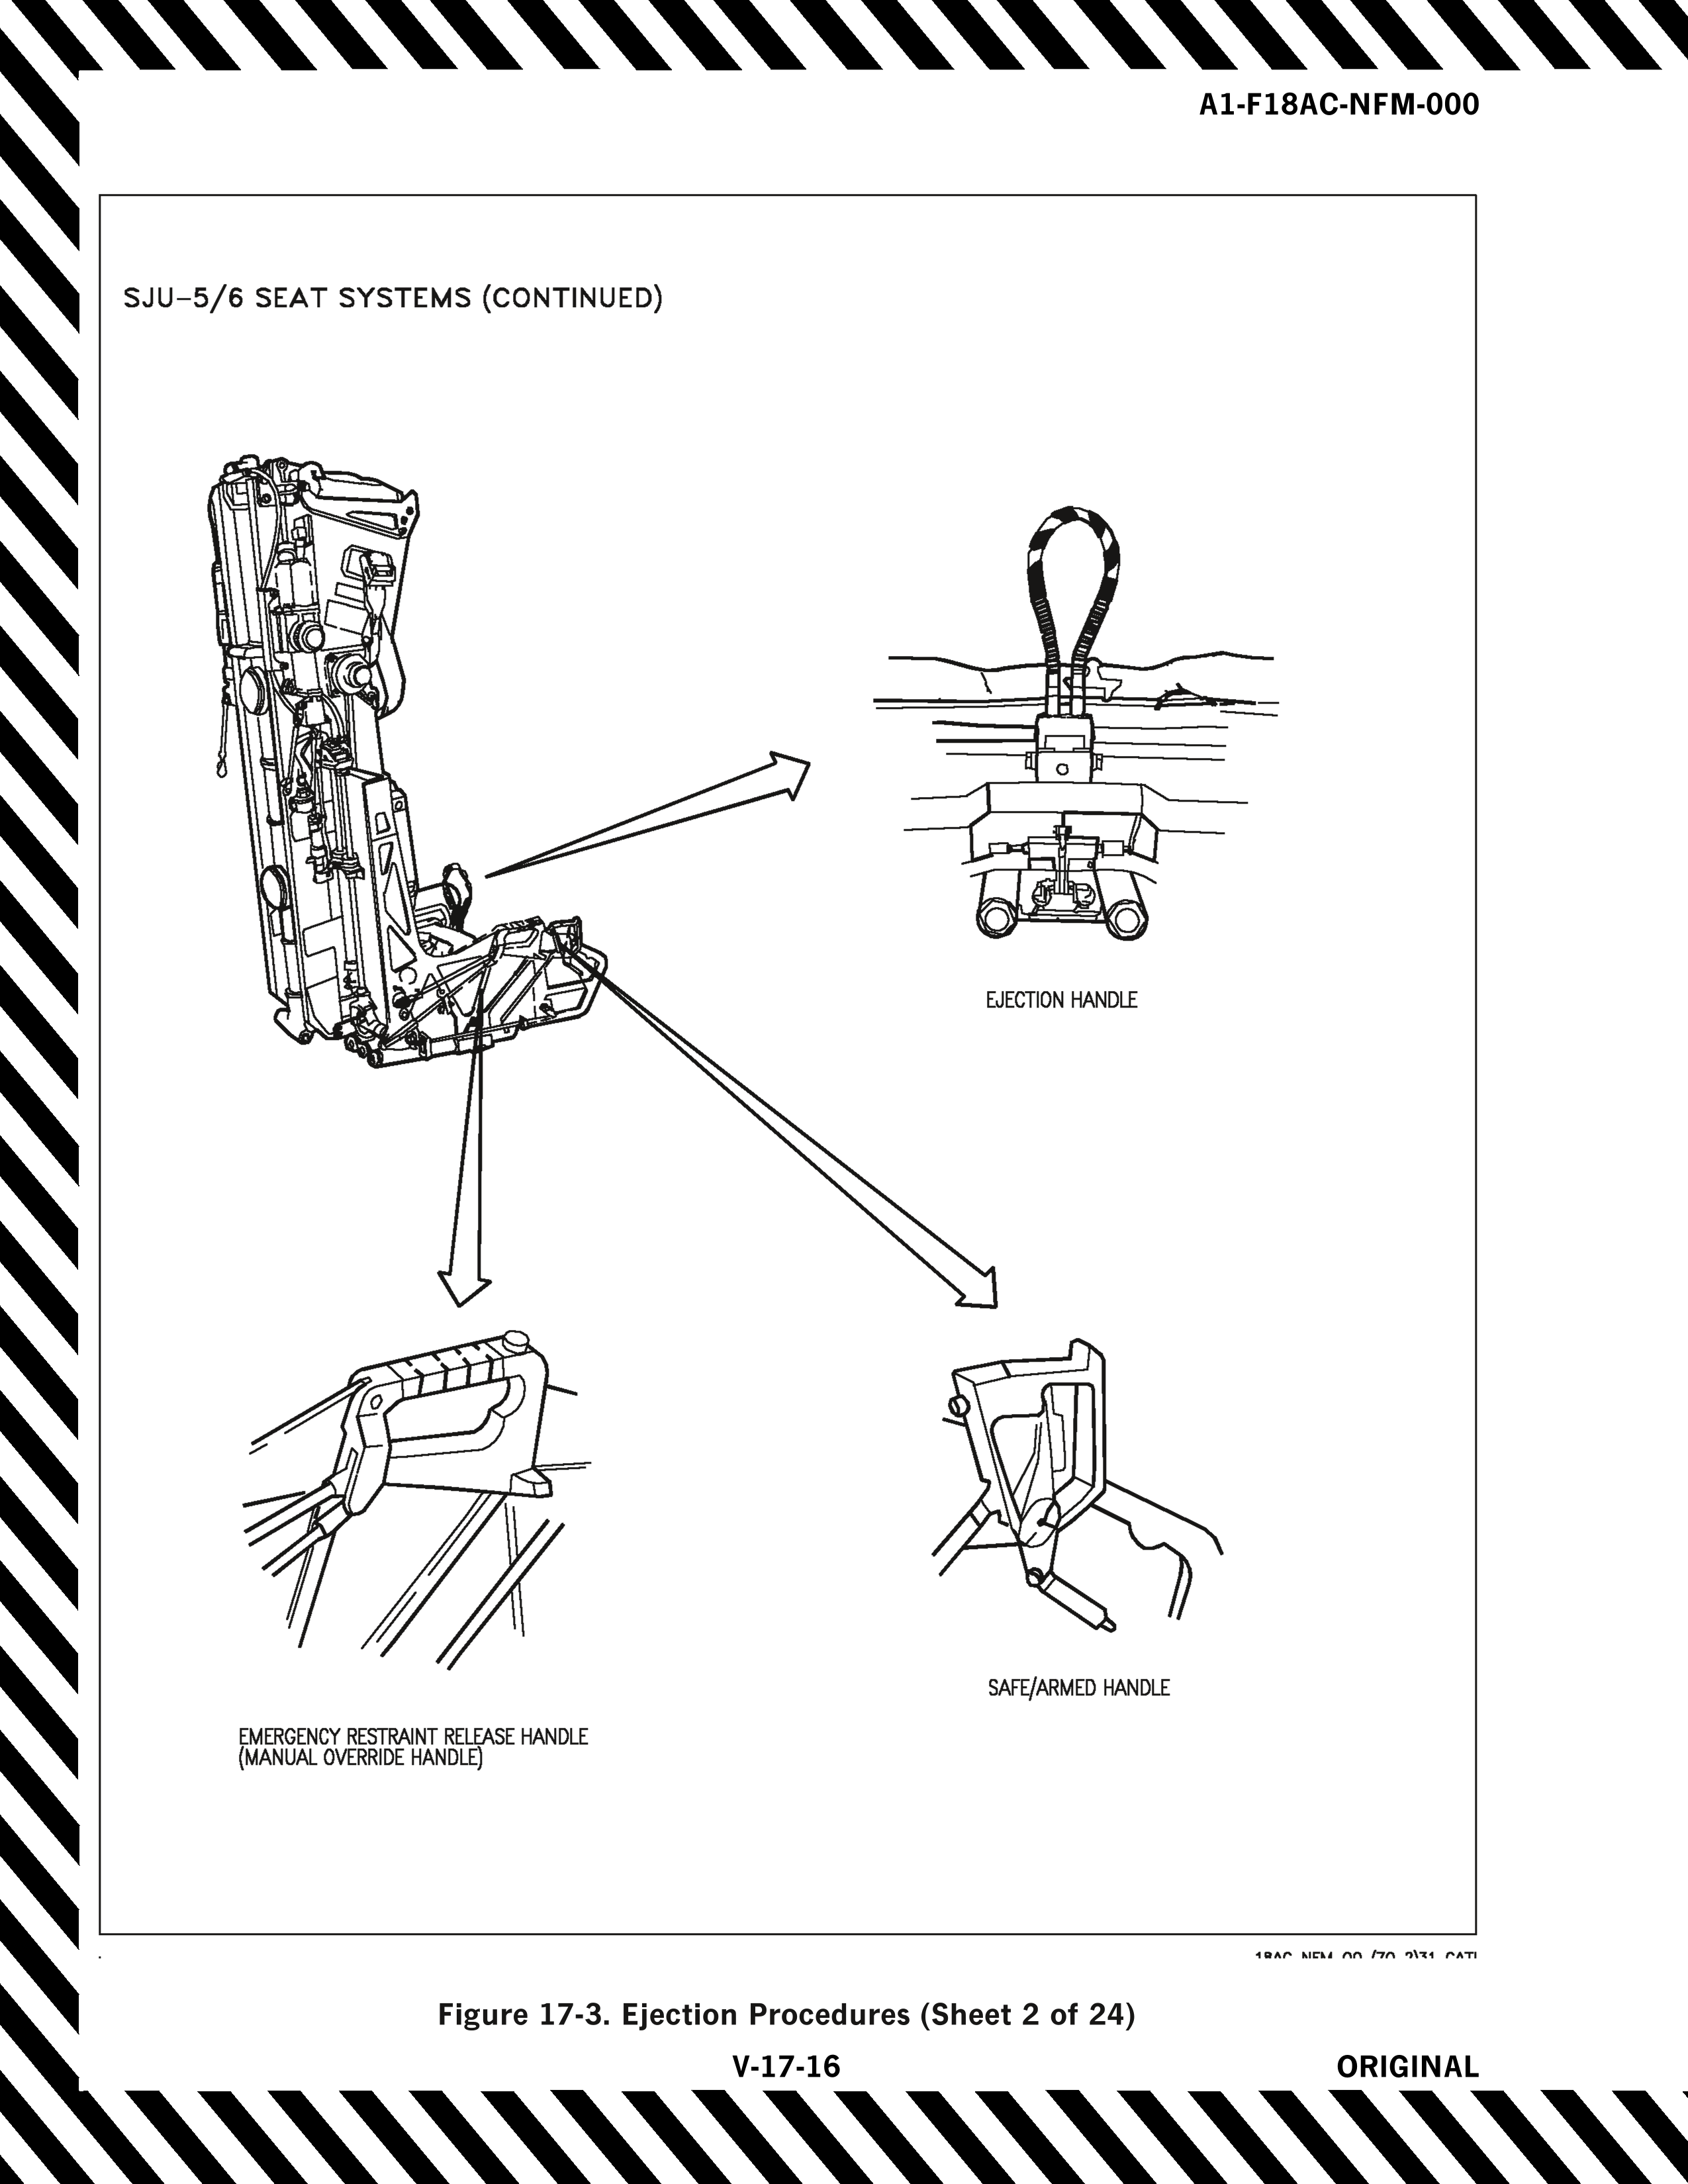 A1-F18AC-NFM-000
SJU-5/6 SEAT SYSTEMS (CONTINUED)
EJECTION HANDLE
SAFE/ARMED HANDLE
EMERGENCY RESTRAINT RELEASE HANDLE
(MANUAL OVERRIDE HANDLE)
Figure 17-3. Ejection Procedures (Sheet 2 of 24)
V-17-16
ORIGINAL